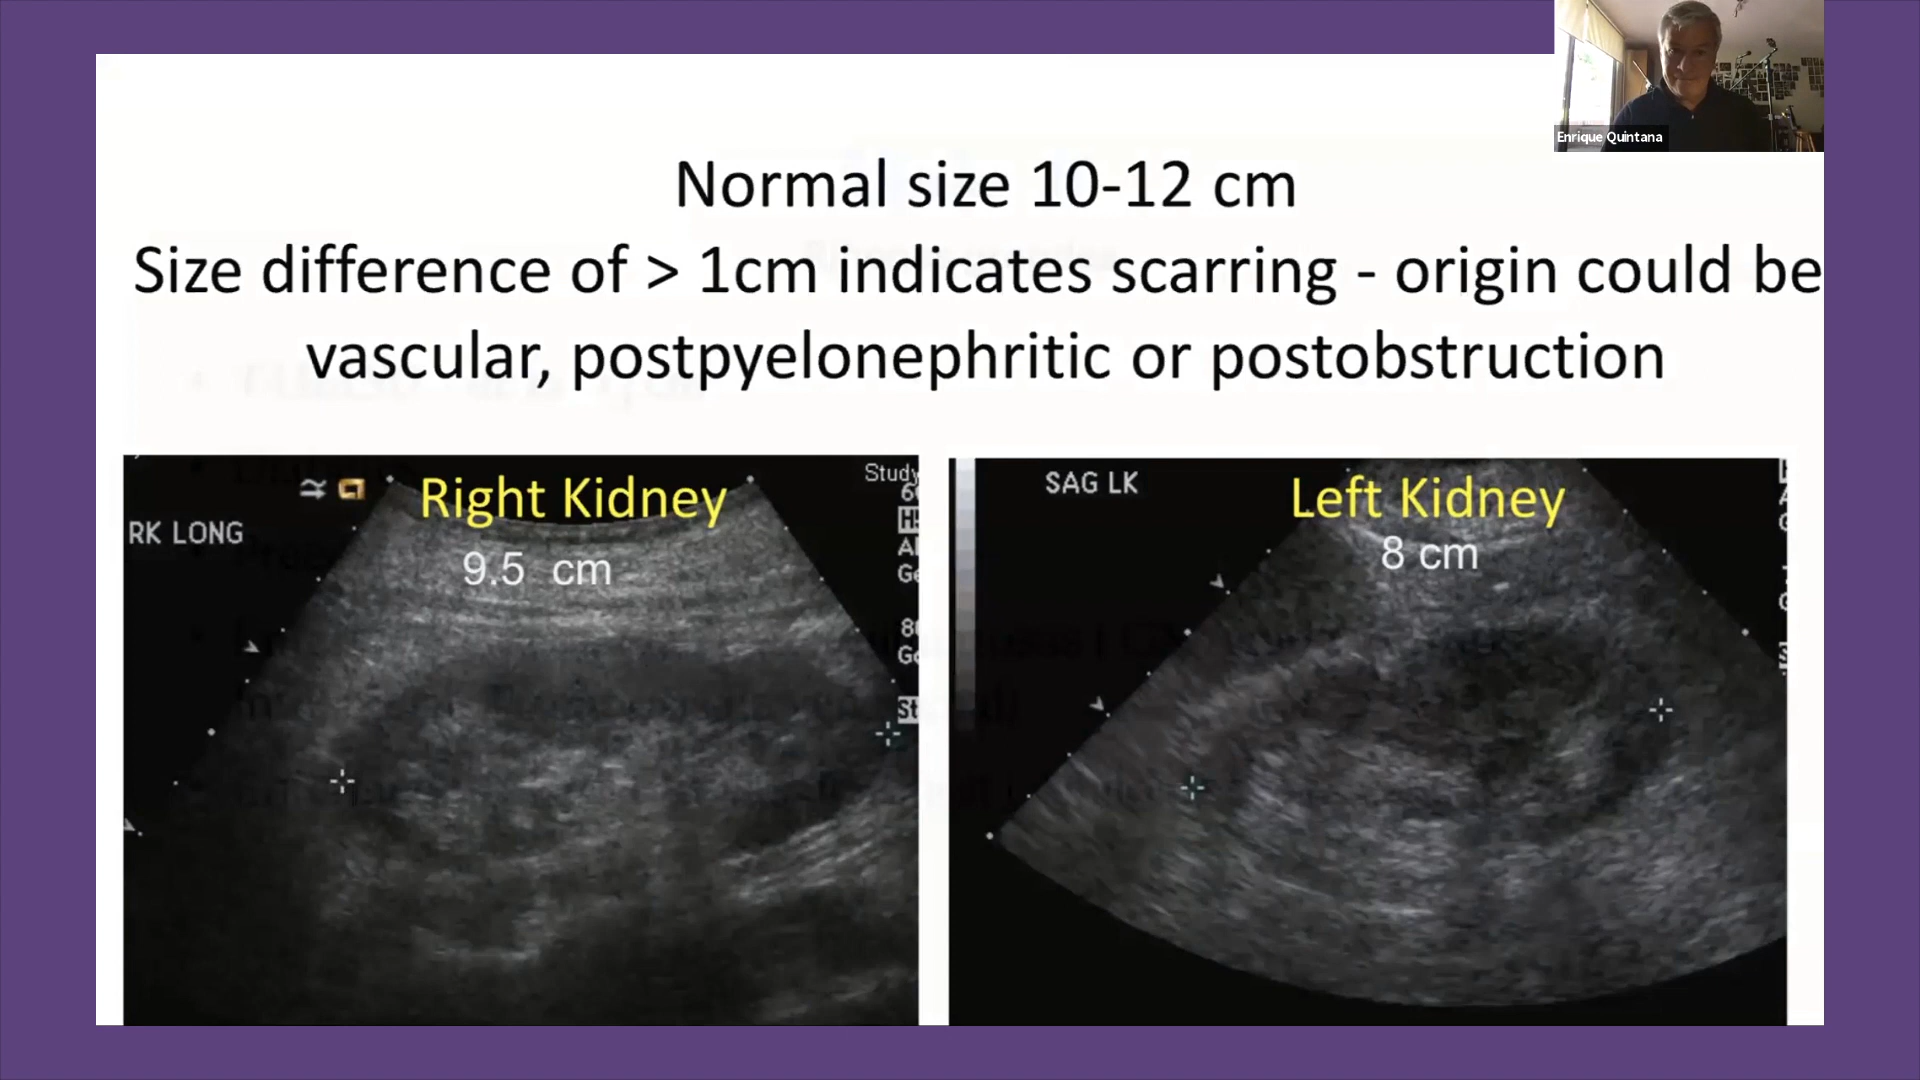 Enrique Quintana
Normal size 10-12 cm
Size difference of > 1cm indicates scarring - origin could be
vascular, postpyelonephritic or postobstruction
Right Kidney
9.5 cm
RK LONG
Study
Left Kidney
8 cm
SAG LK